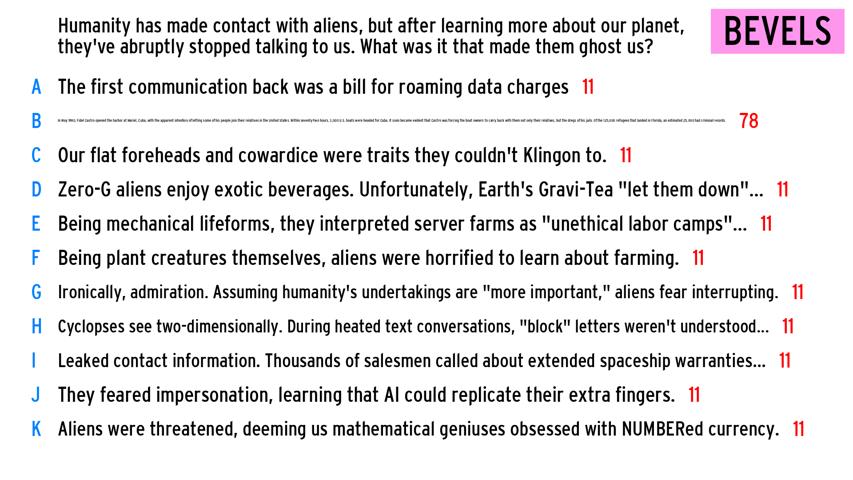 Humanity has made contact with aliens, but after learning more about our planet,
they've abruptly stopped talking to us. What was it that made them ghost us?
BEVELS
A The first communication back was a bill for roaming data charges 11
B In May 1980, Fidel Castro opened the harbor at Mariel, Cuba, with the apparent intention of letting some of his people join their relatives in the United States. Within seventy-two hours, 3,000 U.S. boats were headed for Cuba. It soon became evident that Castro was forcing the boat owners to carry back with them not only their relatives, but the dregs of his jails. Of the 125,000 refugees that landed in Florida, an estimated 25,000 had criminal records. 78
C Our flat foreheads and cowardice were traits they couldn't Klingon to. 11
D Zero-G aliens enjoy exotic beverages. Unfortunately, Earth's Gravi-Tea "let them down"... 11
E Being mechanical lifeforms, they interpreted server farms as "unethical labor camps"... 11
F Being plant creatures themselves, aliens were horrified to learn about farming. 11
G Ironically, admiration. Assuming humanity's undertakings are "more important," aliens fear interrupting. 11
H Cyclopses see two-dimensionally. During heated text conversations, "block" letters weren't understood... 11
I Leaked contact information. Thousands of salesmen called about extended spaceship warranties... 11
J They feared impersonation, learning that AI could replicate their extra fingers. 11
K Aliens were threatened, deeming us mathematical geniuses obsessed with NUMBERed currency. 11